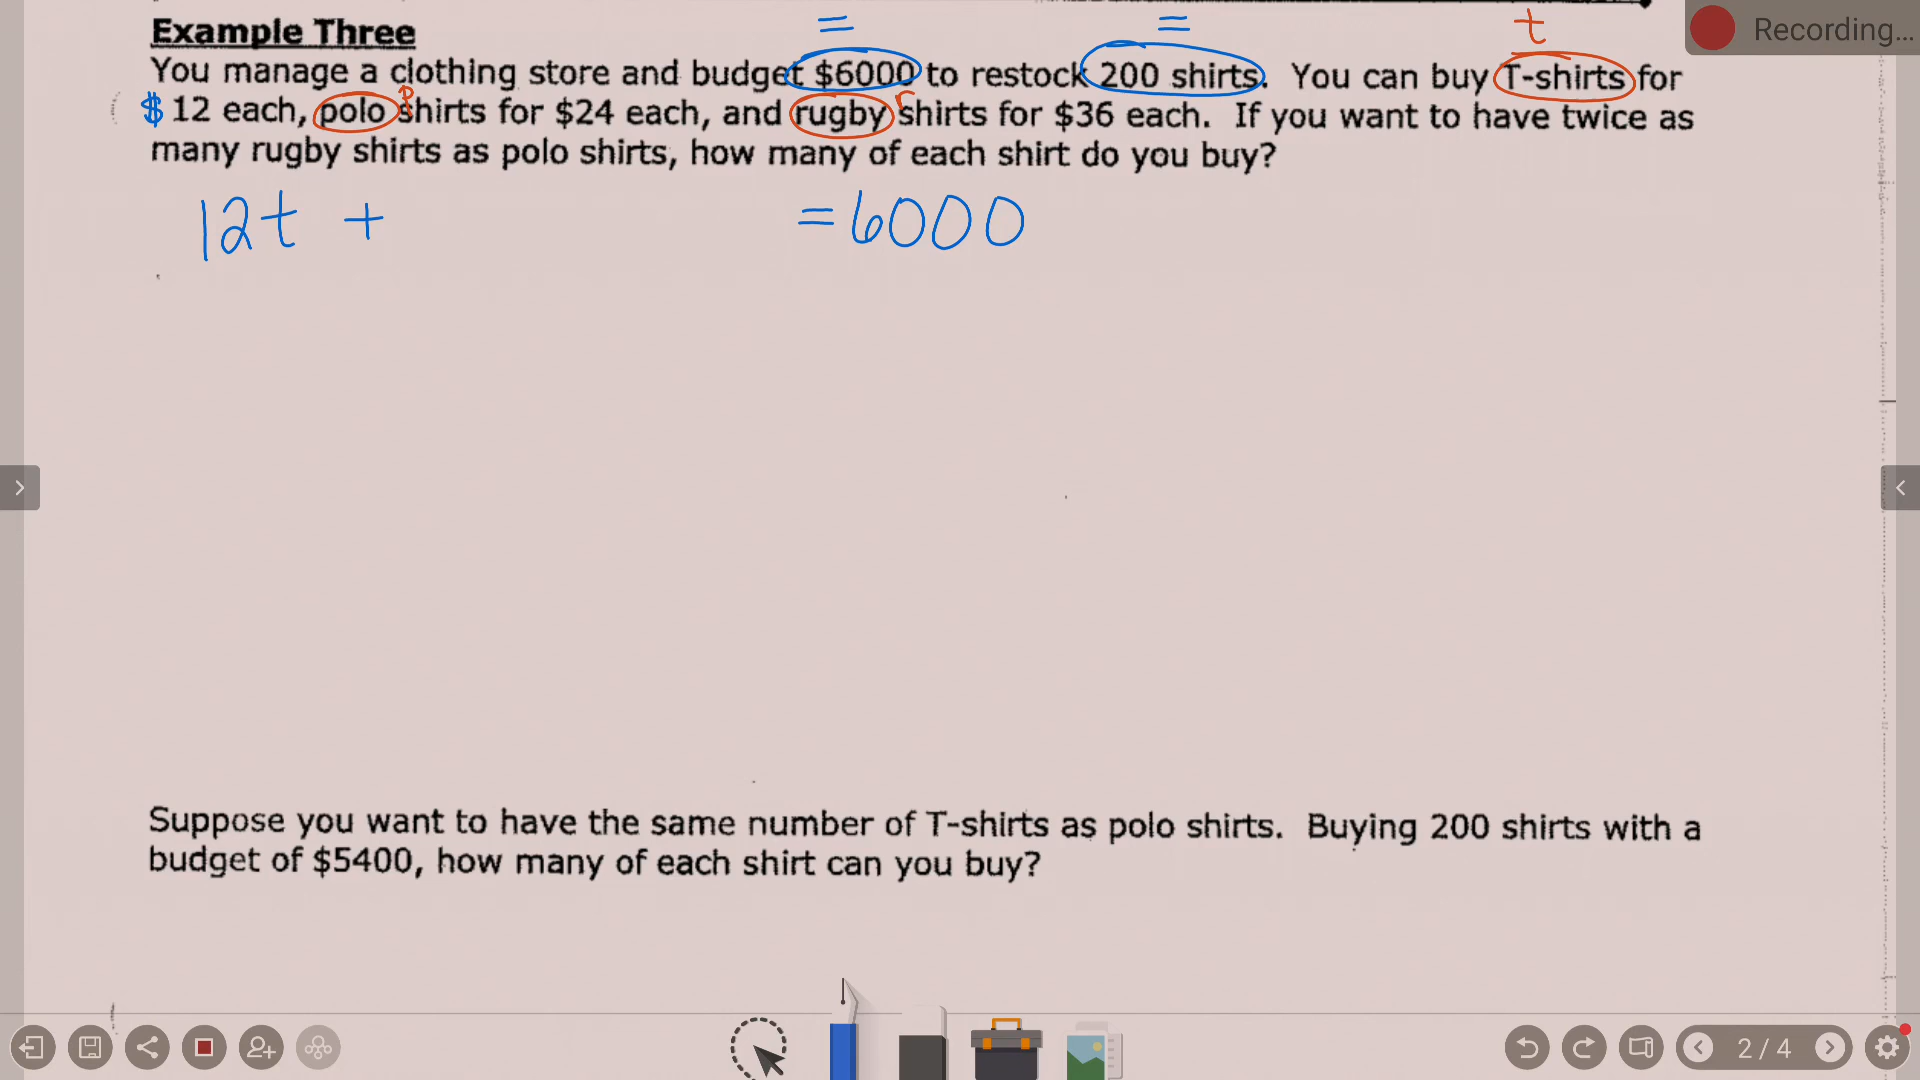 = = t
Recording...
Example Three
You manage a clothing store and budget $6000 to restock 200 shirts. You can buy T-shirts for
$ 12 each, polo shirts for $24 each, and rugby shirts for $36 each. If you want to have twice as
p r
many rugby shirts as polo shirts, how many of each shirt do you buy?
12t + = 6000
Suppose you want to have the same number of T-shirts as polo shirts. Buying 200 shirts with a
budget of $5400, how many of each shirt can you buy?
2 / 4